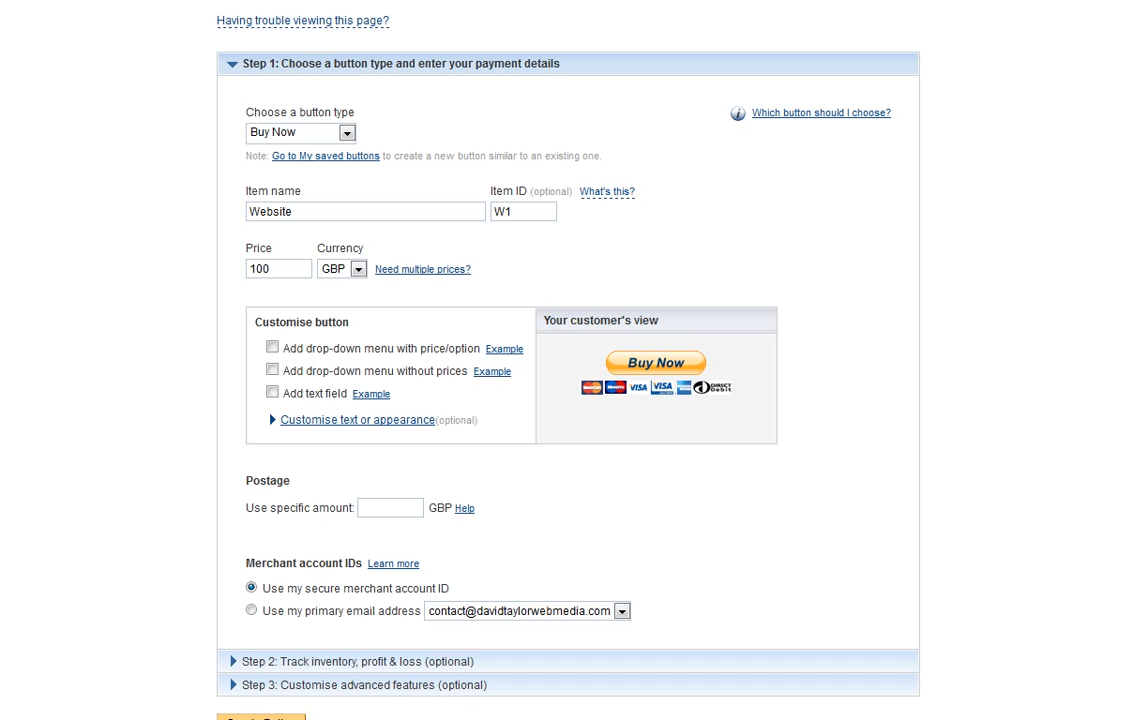 Having trouble viewing this page?
Step 1: Choose a button type and enter your payment details
Choose a button type
Which button should I choose?
Buy Now
Note: Go to My saved buttons to create a new button similar to an existing one.
Item name
Item ID (optional) What's this?
Website
W1
Price
Currency
100
GBP
Need multiple prices?
Customise button
Your customer's view
Add drop-down menu with price/option Example
Add drop-down menu without prices Example
Add text field Example
Customise text or appearance(optional)
Buy Now
VISA
VISA
DIRECT Debit
Postage
Use specific amount:
GBP Help
Merchant account IDs Learn more
Use my secure merchant account ID
Use my primary email address contact@davidtaylorwebmedia.com
Step 2: Track inventory, profit & loss (optional)
Step 3: Customise advanced features (optional)